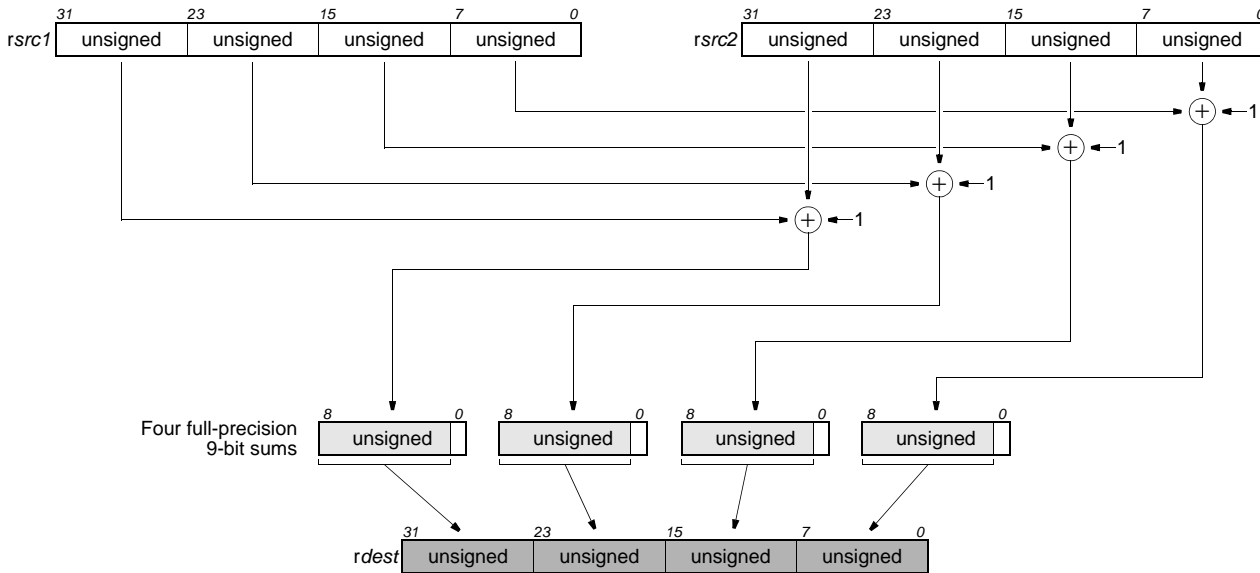 31 23 15 7 0 31 23 15 7 0
rsrc1 unsigned unsigned unsigned unsigned rsrc2 unsigned unsigned unsigned unsigned
+ 1
+ 1
+ 1
+ 1
8 0 8 0 8 0 8 0
Four full-precision
9-bit sums
unsigned unsigned unsigned unsigned
31 23 15 7 0
rdest unsigned unsigned unsigned unsigned